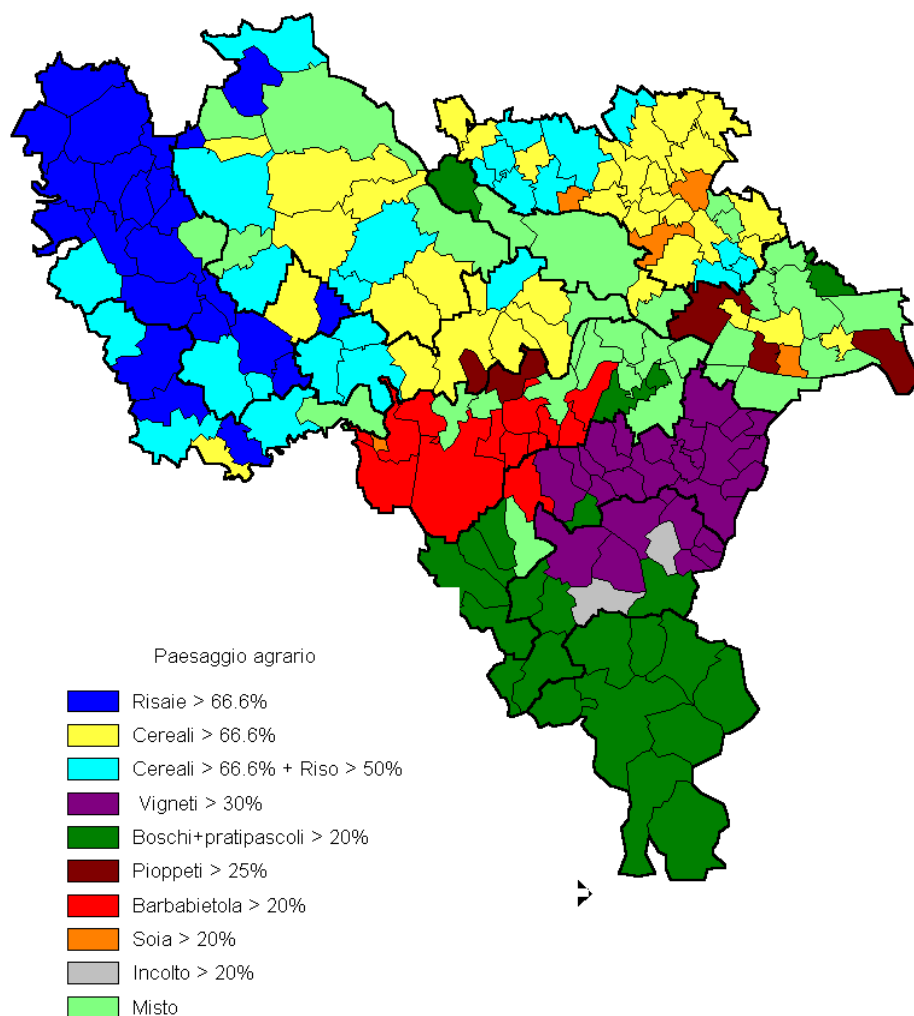 Paesaggio agrario
Risaie > 66.6%
Cereali > 66.6%
Cereali > 66.6% + Riso > 50%
Vigneti > 30%
Boschi+pratipascoli > 20%
Pioppeti > 25%
Barbabietola > 20%
Soia > 20%
Incolto > 20%
Misto